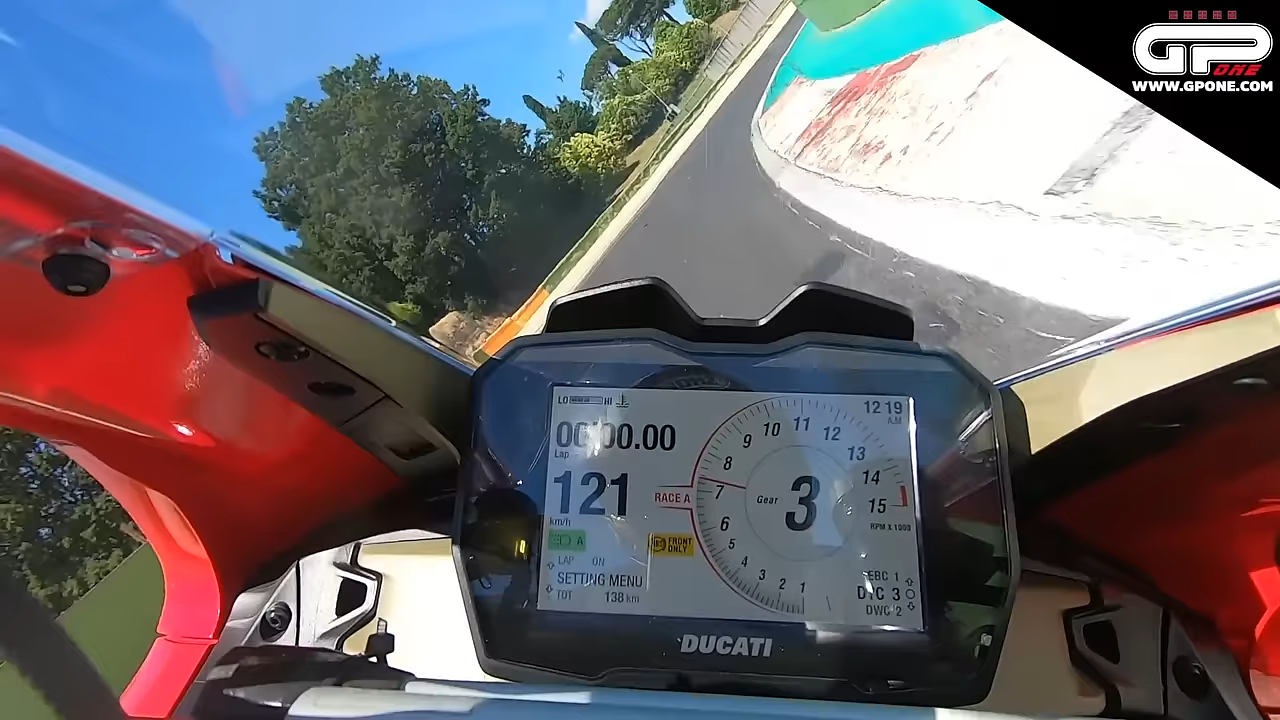 GP
ONE
WWW.GPONE.COM
LO HI
12 19
A.M
00 00.00
Lap
121
km/h
RACE A
A
FRONT
ONLY
LAP ON
SETTING MENU
TOT 138 km
Gear
3
1
2
3
4
5
6
7
8
9
10
11
12
13
14
15
RPM X 1000
EBC 1
DTC 3
DWC 2
DUCATI